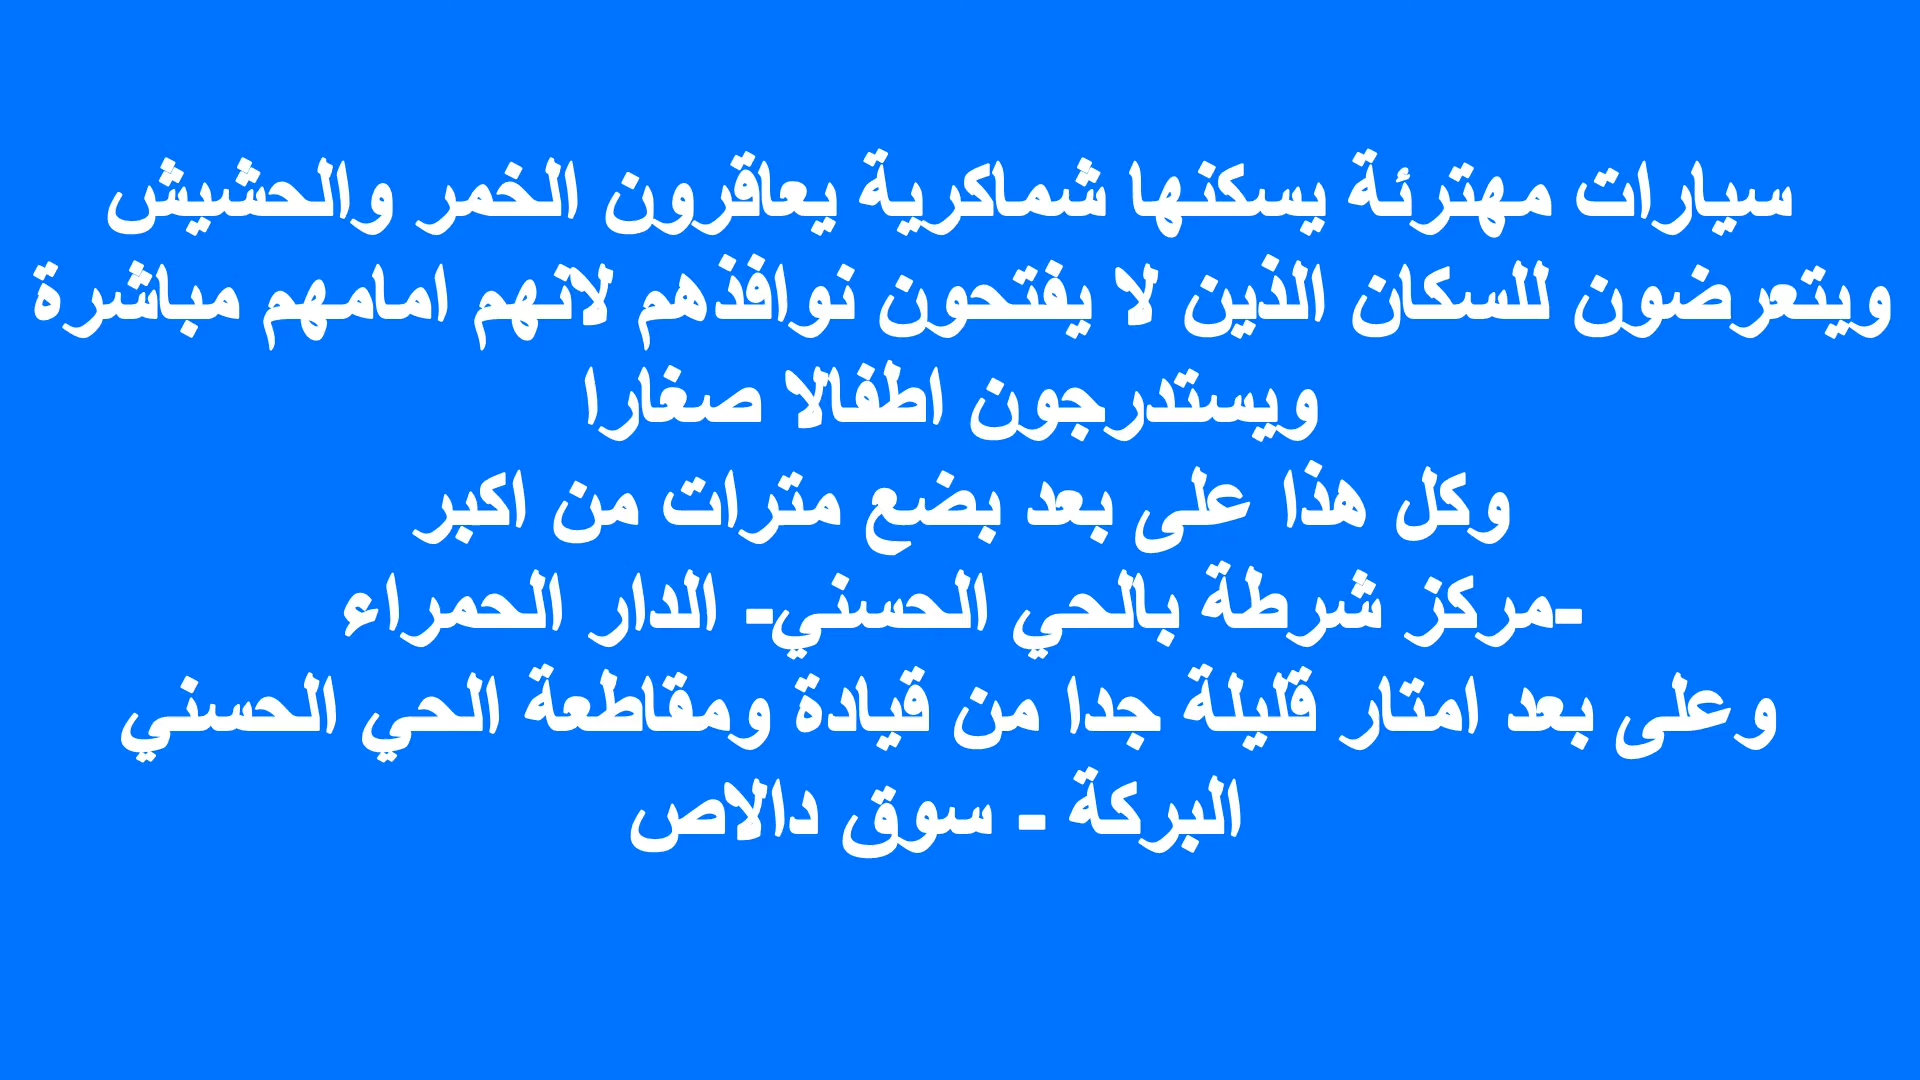 سيارات مهترئة يسكنها شماكرية يعاقرون الخمر والحشيش
ويتعرضون للسكان الذين لا يفتحون نوافذهم لانهم امامهم مباشرة
ويستدرجون اطفالا صغارا
وكل هذا على بعد بضع مترات من اكبر
-مركز شرطة بالحي الحسني- الدار الحمراء
وعلى بعد امتار قليلة جدا من قيادة ومقاطعة الحي الحسني
البركة - سوق دالاص